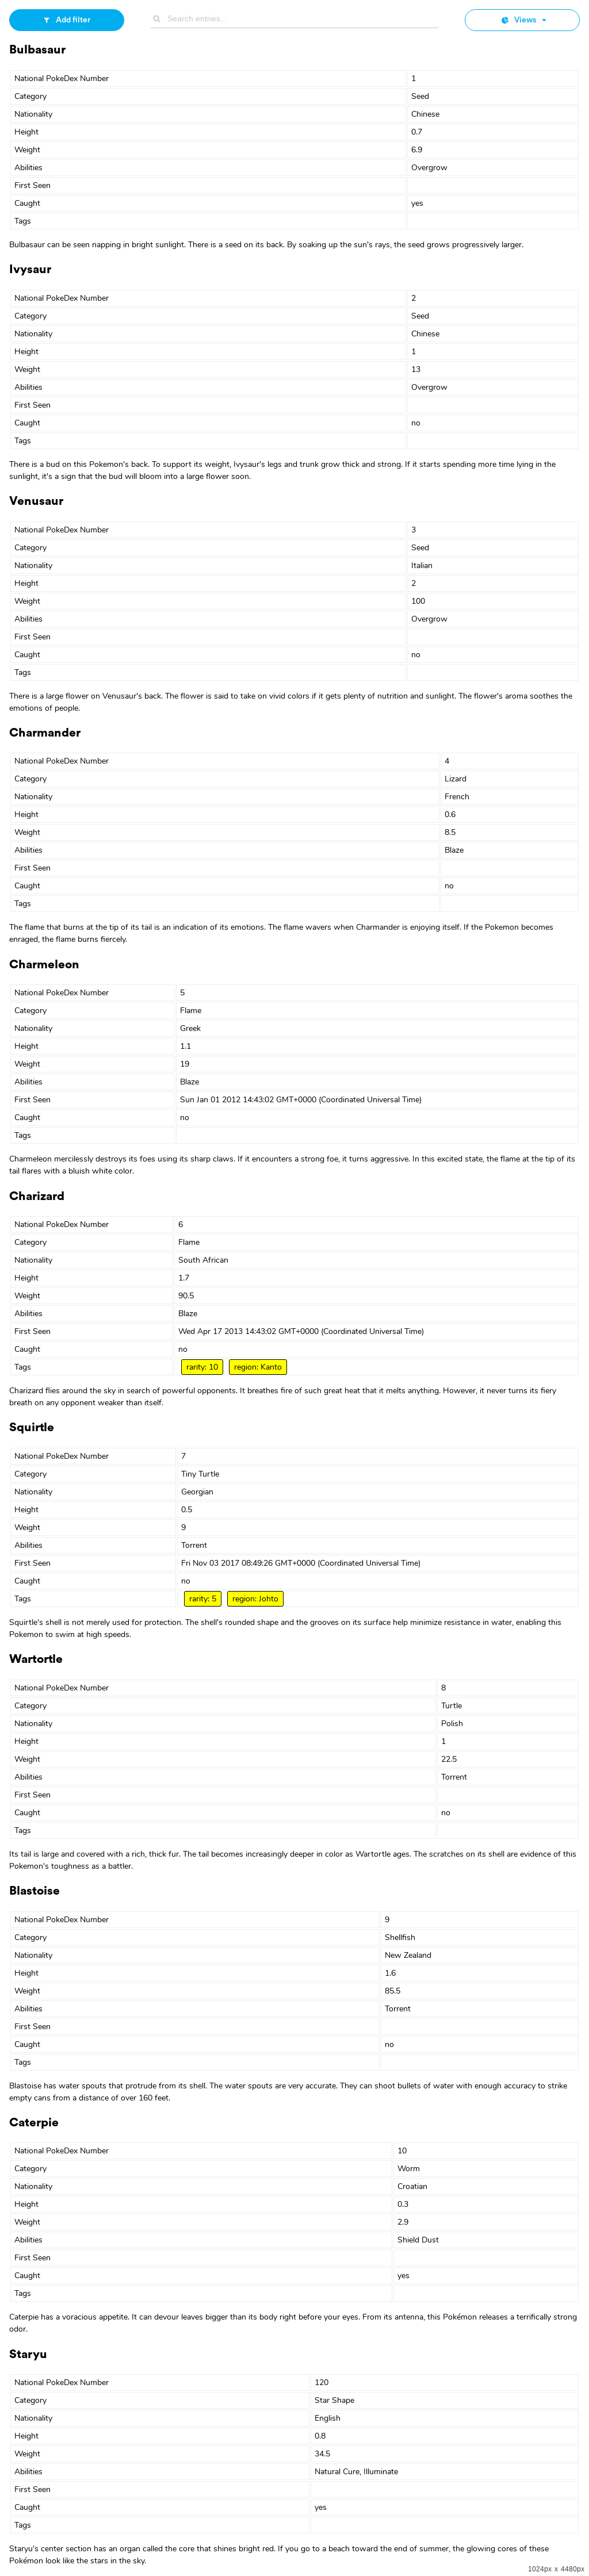 Add filter
Search entries...
Views
Bulbasaur
National PokeDex Number 1
Category Seed
Nationality Chinese
Height 0.7
Weight 6.9
Abilities Overgrow
First Seen
Caught yes
Tags
Bulbasaur can be seen napping in bright sunlight. There is a seed on its back. By soaking up the sun's rays, the seed grows progressively larger.
Ivysaur
National PokeDex Number 2
Category Seed
Nationality Chinese
Height 1
Weight 13
Abilities Overgrow
First Seen
Caught no
Tags
There is a bud on this Pokemon's back. To support its weight, Ivysaur's legs and trunk grow thick and strong. If it starts spending more time lying in the
sunlight, it's a sign that the bud will bloom into a large flower soon.
Venusaur
National PokeDex Number 3
Category Seed
Nationality Italian
Height 2
Weight 100
Abilities Overgrow
First Seen
Caught no
Tags
There is a large flower on Venusaur's back. The flower is said to take on vivid colors if it gets plenty of nutrition and sunlight. The flower's aroma soothes the
emotions of people.
Charmander
National PokeDex Number 4
Category Lizard
Nationality French
Height 0.6
Weight 8.5
Abilities Blaze
First Seen
Caught no
Tags
The flame that burns at the tip of its tail is an indication of its emotions. The flame wavers when Charmander is enjoying itself. If the Pokemon becomes
enraged, the flame burns fiercely.
Charmeleon
National PokeDex Number 5
Category Flame
Nationality Greek
Height 1.1
Weight 19
Abilities Blaze
First Seen Sun Jan 01 2012 14:43:02 GMT+0000 (Coordinated Universal Time)
Caught no
Tags
Charmeleon mercilessly destroys its foes using its sharp claws. If it encounters a strong foe, it turns aggressive. In this excited state, the flame at the tip of its
tail flares with a bluish white color.
Charizard
National PokeDex Number 6
Category Flame
Nationality South African
Height 1.7
Weight 90.5
Abilities Blaze
First Seen Wed Apr 17 2013 14:43:02 GMT+0000 (Coordinated Universal Time)
Caught no
Tags rarity: 10 region: Kanto
Charizard flies around the sky in search of powerful opponents. It breathes fire of such great heat that it melts anything. However, it never turns its fiery
breath on any opponent weaker than itself.
Squirtle
National PokeDex Number 7
Category Tiny Turtle
Nationality Georgian
Height 0.5
Weight 9
Abilities Torrent
First Seen Fri Nov 03 2017 08:49:26 GMT+0000 (Coordinated Universal Time)
Caught no
Tags rarity: 5 region: Johto
Squirtle's shell is not merely used for protection. The shell's rounded shape and the grooves on its surface help minimize resistance in water, enabling this
Pokemon to swim at high speeds.
Wartortle
National PokeDex Number 8
Category Turtle
Nationality Polish
Height 1
Weight 22.5
Abilities Torrent
First Seen
Caught no
Tags
Its tail is large and covered with a rich, thick fur. The tail becomes increasingly deeper in color as Wartortle ages. The scratches on its shell are evidence of this
Pokemon's toughness as a battler.
Blastoise
National PokeDex Number 9
Category Shellfish
Nationality New Zealand
Height 1.6
Weight 85.5
Abilities Torrent
First Seen
Caught no
Tags
Blastoise has water spouts that protrude from its shell. The water spouts are very accurate. They can shoot bullets of water with enough accuracy to strike
empty cans from a distance of over 160 feet.
Caterpie
National PokeDex Number 10
Category Worm
Nationality Croatian
Height 0.3
Weight 2.9
Abilities Shield Dust
First Seen
Caught yes
Tags
Caterpie has a voracious appetite. It can devour leaves bigger than its body right before your eyes. From its antenna, this Pokémon releases a terrifically strong
odor.
Staryu
National PokeDex Number 120
Category Star Shape
Nationality English
Height 0.8
Weight 34.5
Abilities Natural Cure, Illuminate
First Seen
Caught yes
Tags
Staryu's center section has an organ called the core that shines bright red. If you go to a beach toward the end of summer, the glowing cores of these
Pokémon look like the stars in the sky.
1024px x 4480px